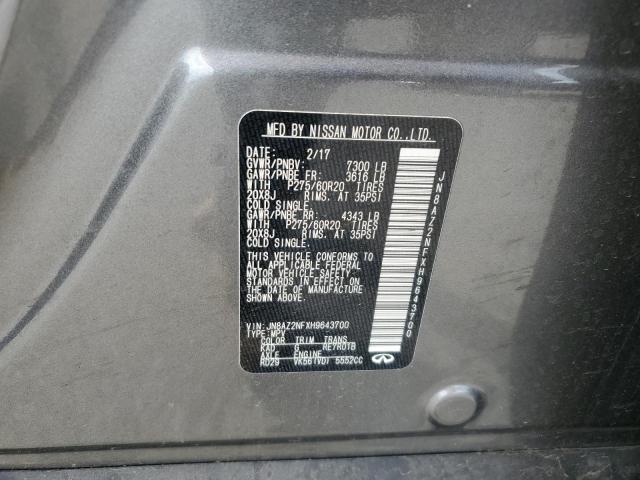 MFD BY NISSAN MOTOR CO.,LTD.
DATE: 2/17
GVWR/PNBV: 7300 LB
GAWR/PNBE FR: 3616 LB
WITH P275/60R20 TIRES
20X8J RIMS. AT 35PSI
COLD SINGLE.
GAWR/PNBE RR: 4343 LB
WITH P275/60R20 TIRES
20X8J RIMS. AT 35PSI
COLD SINGLE.
THIS VEHICLE CONFORMS TO
ALL APPLICABLE FEDERAL
MOTOR VEHICLE SAFETY
STANDARDS IN EFFECT ON
THE DATE OF MANUFACTURE
SHOWN ABOVE.
VIN: JN8AZ2NFXH9643700
TYPE: MPV
COLOR TRIM TRANS
KAD G RE7R01B
AXLE ENGINE
RD29 VK56(VD) 5552CC
JN8AZ2NFXH9643700
INFINITI